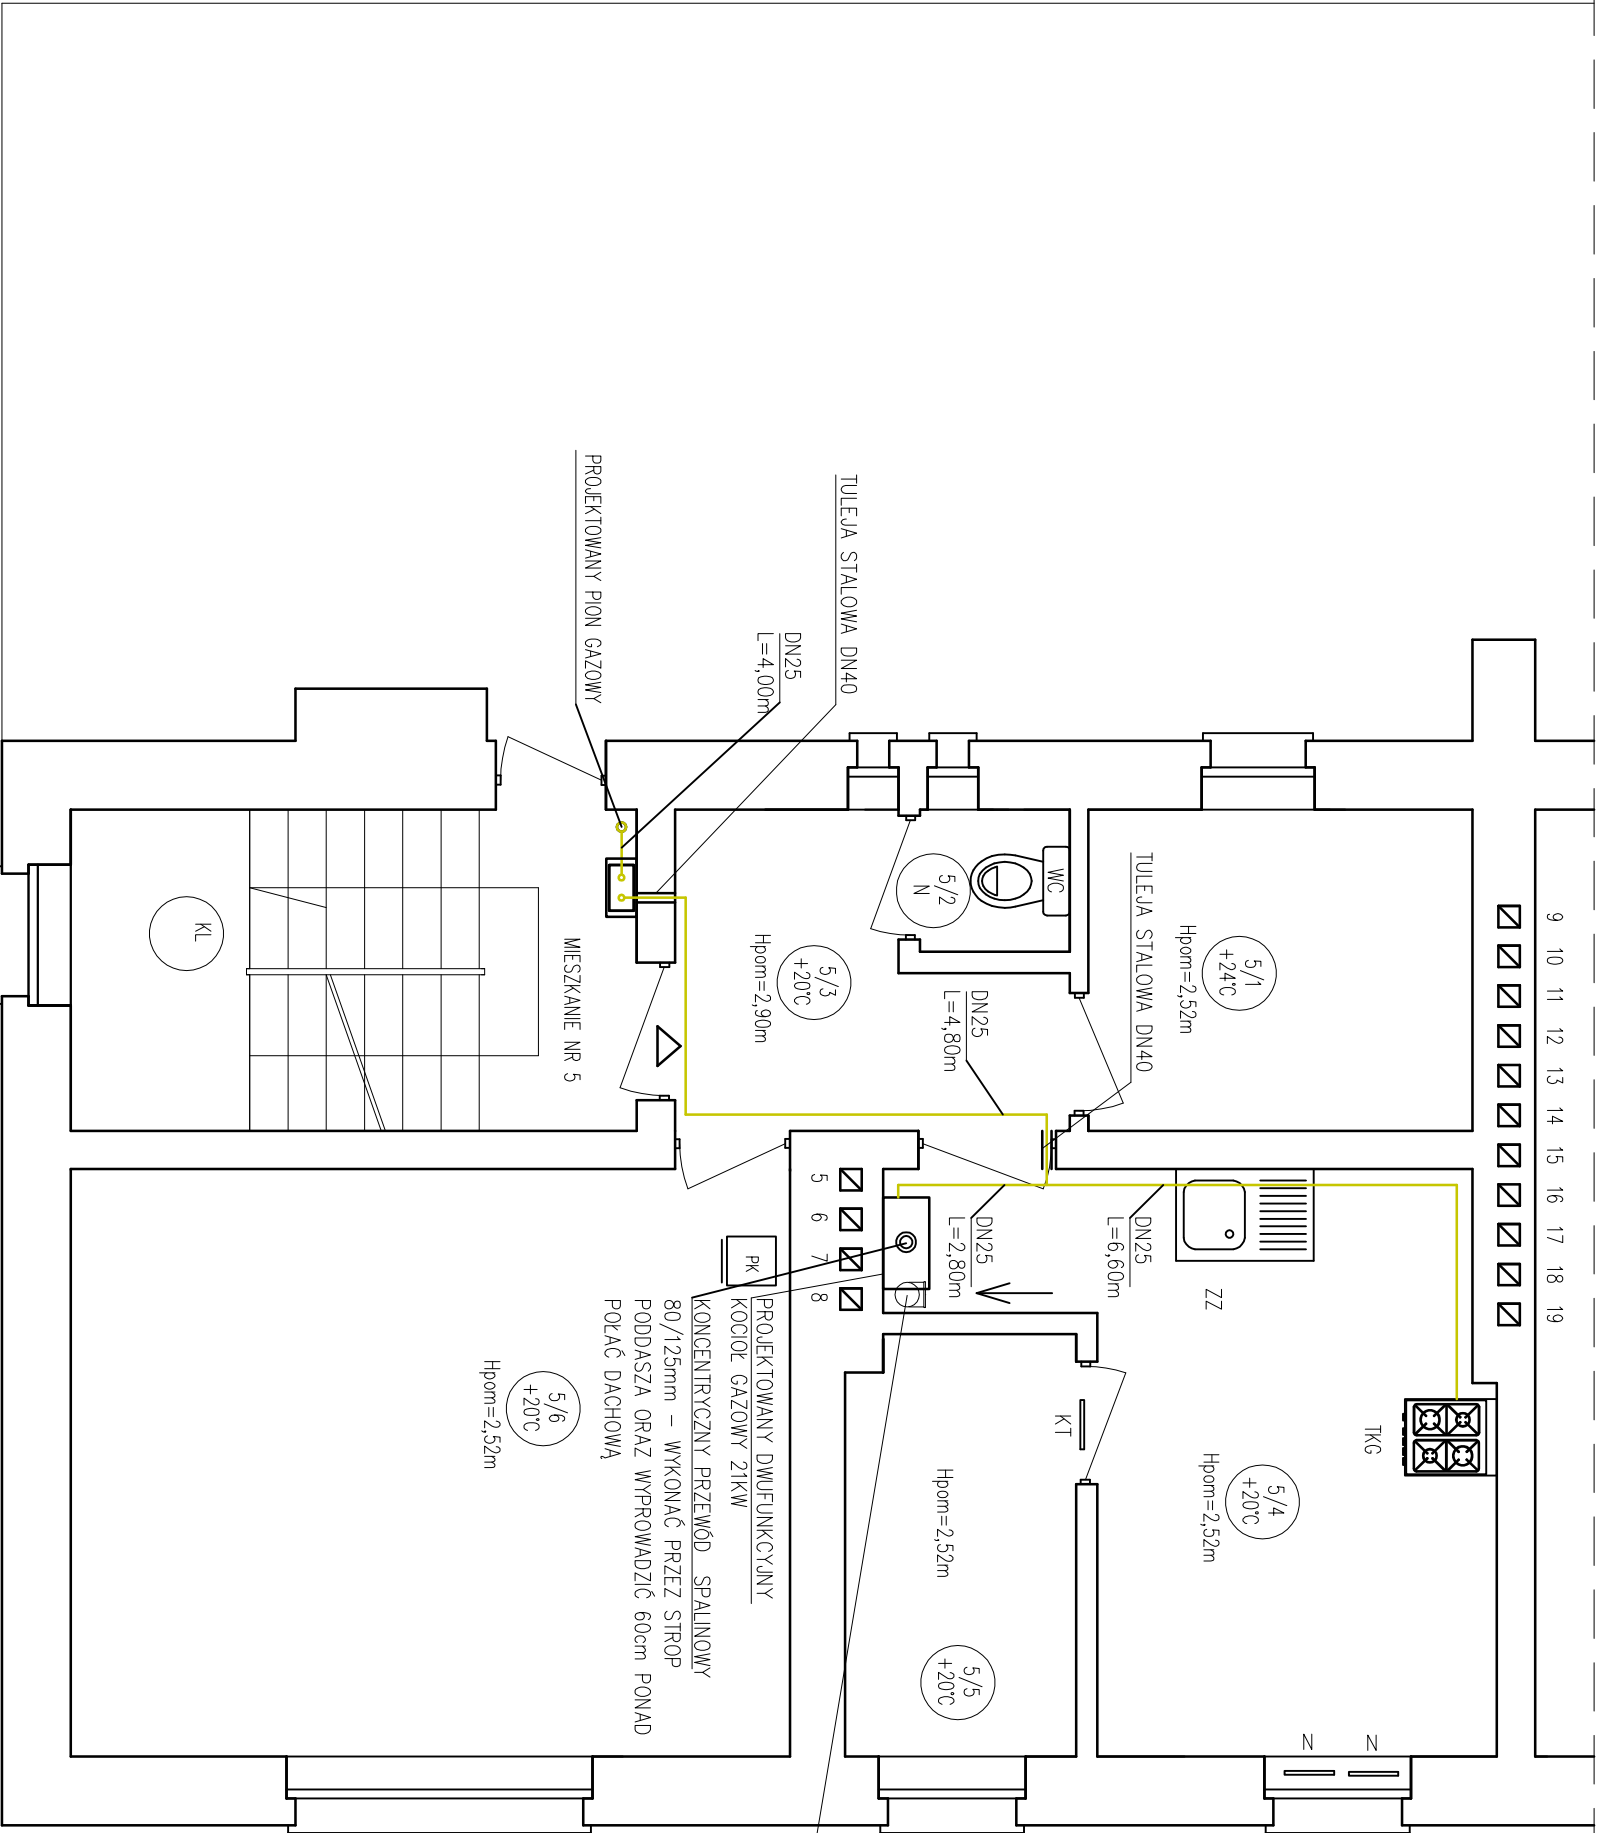 9
10
11
12
13
14
15
16
17
18
19
TKG
5/4
+20°C
Hpom=2,52m
N
N
5/1
+24°C
Hpom=2,52m
TULEJA STALOWA DN40
ZZ
DN25
L=6,60m
WC
5/2
N
DN25
L=4,80m
DN25
L=2,80m
KT
Hpom=2,52m
5/5
+20°C
TULEJA STALOWA DN40
5/3
+20°C
Hpom=2,90m
5
6
7
8
DN25
L=4,00m
PK
PROJEKTOWANY DWUFUNKCYJNY
KOCIOŁ GAZOWY 21KW
KONCENTRYCZNY PRZEWÓD SPALINOWY
80/125mm - WYKONAĆ PRZEZ STROP
PODDASZA ORAZ WYPROWADZIĆ 60cm PONAD
POŁAĆ DACHOWĄ
PROJEKTOWANY PION GAZOWY
MIESZKANIE NR 5
5/6
+20°C
Hpom=2,52m
KL